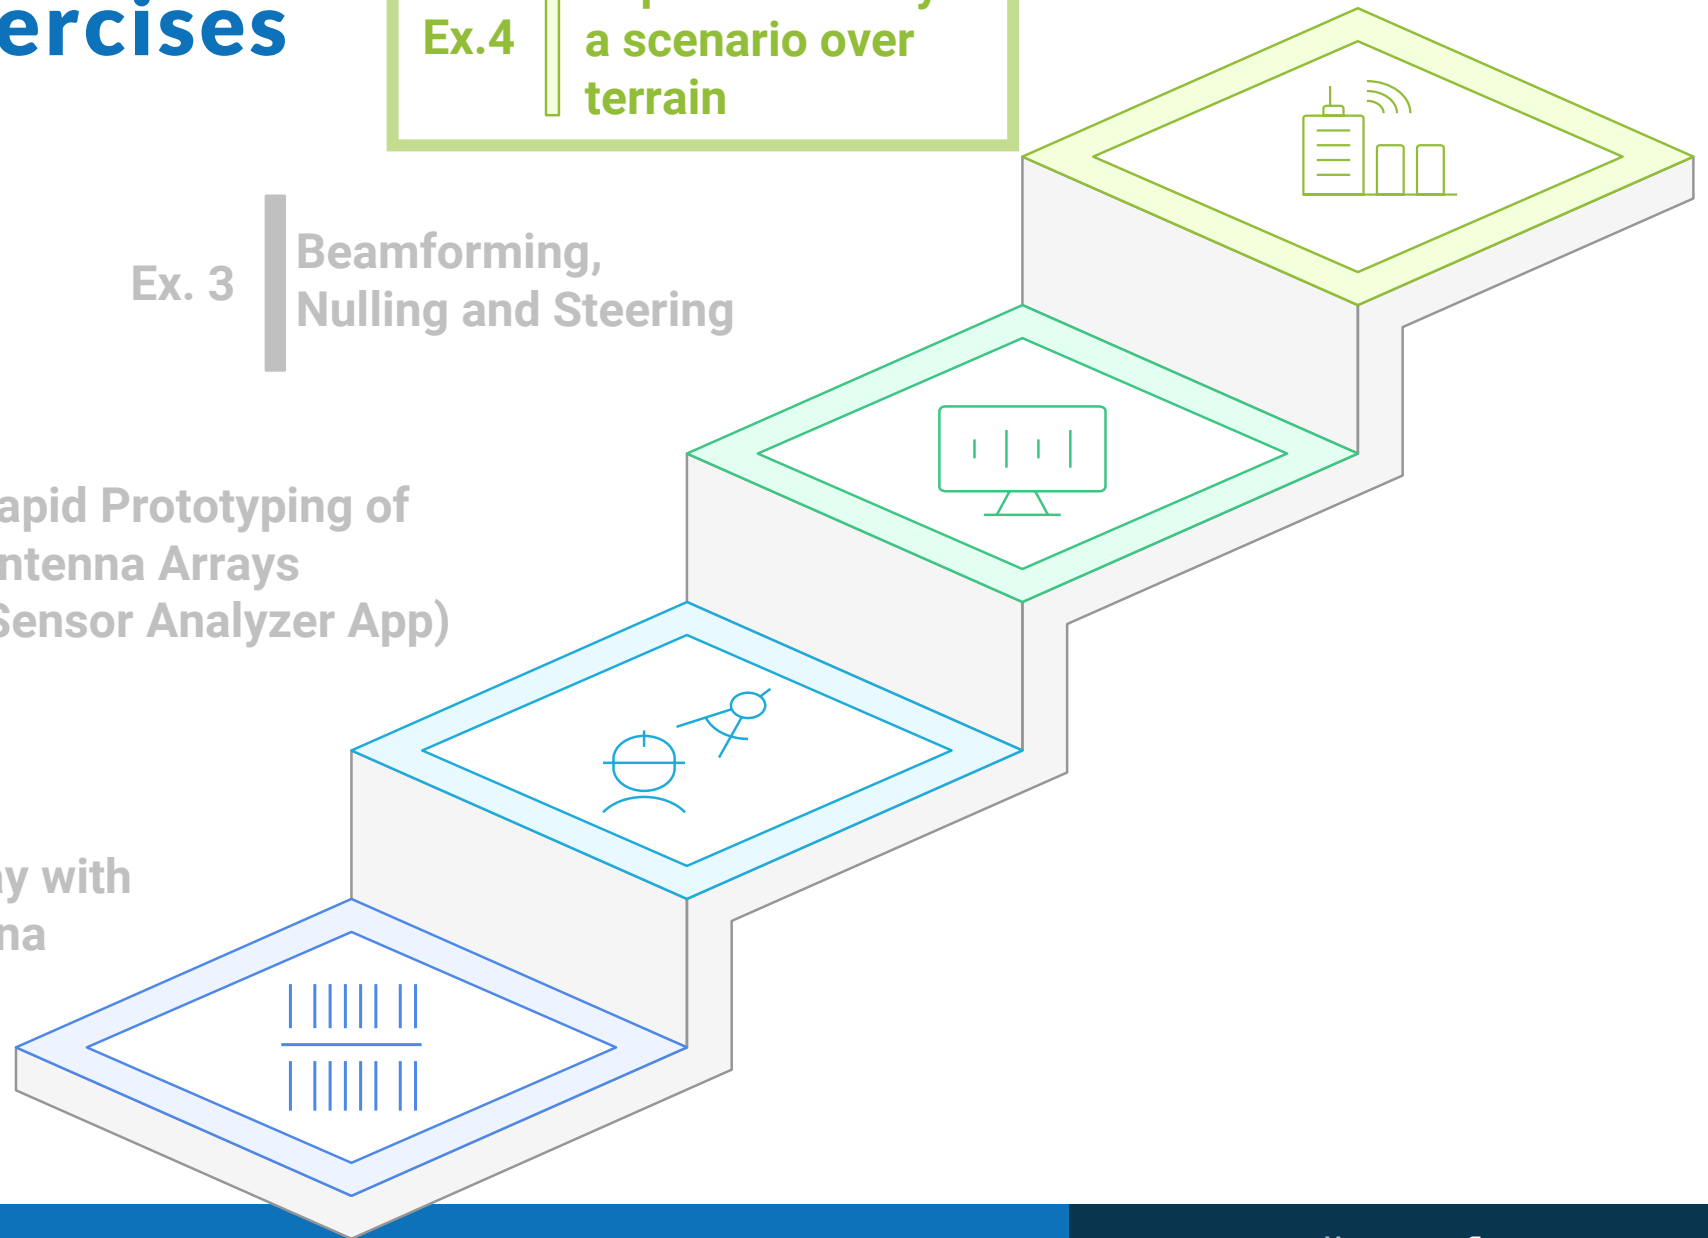 ercises
Ex.4
a scenario over
terrain
Ex. 3
Beamforming,
Nulling and Steering
apid Prototyping of
ntenna Arrays
Sensor Analyzer App)
ay with
na